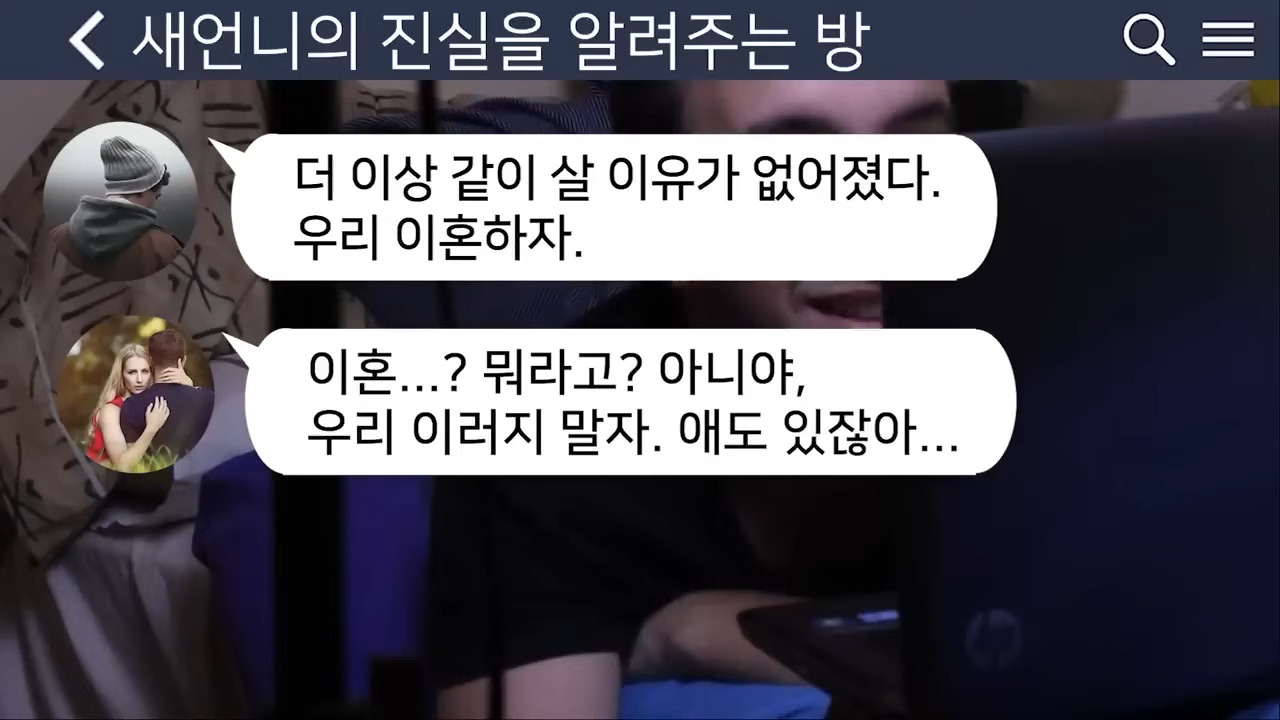 새언니의 진실을 알려주는 방
더 이상 같이 살 이유가 없어졌다.
우리 이혼하자.
이혼...? 뭐라고? 아니야,
우리 이러지 말자. 애도 있잖아...
hp